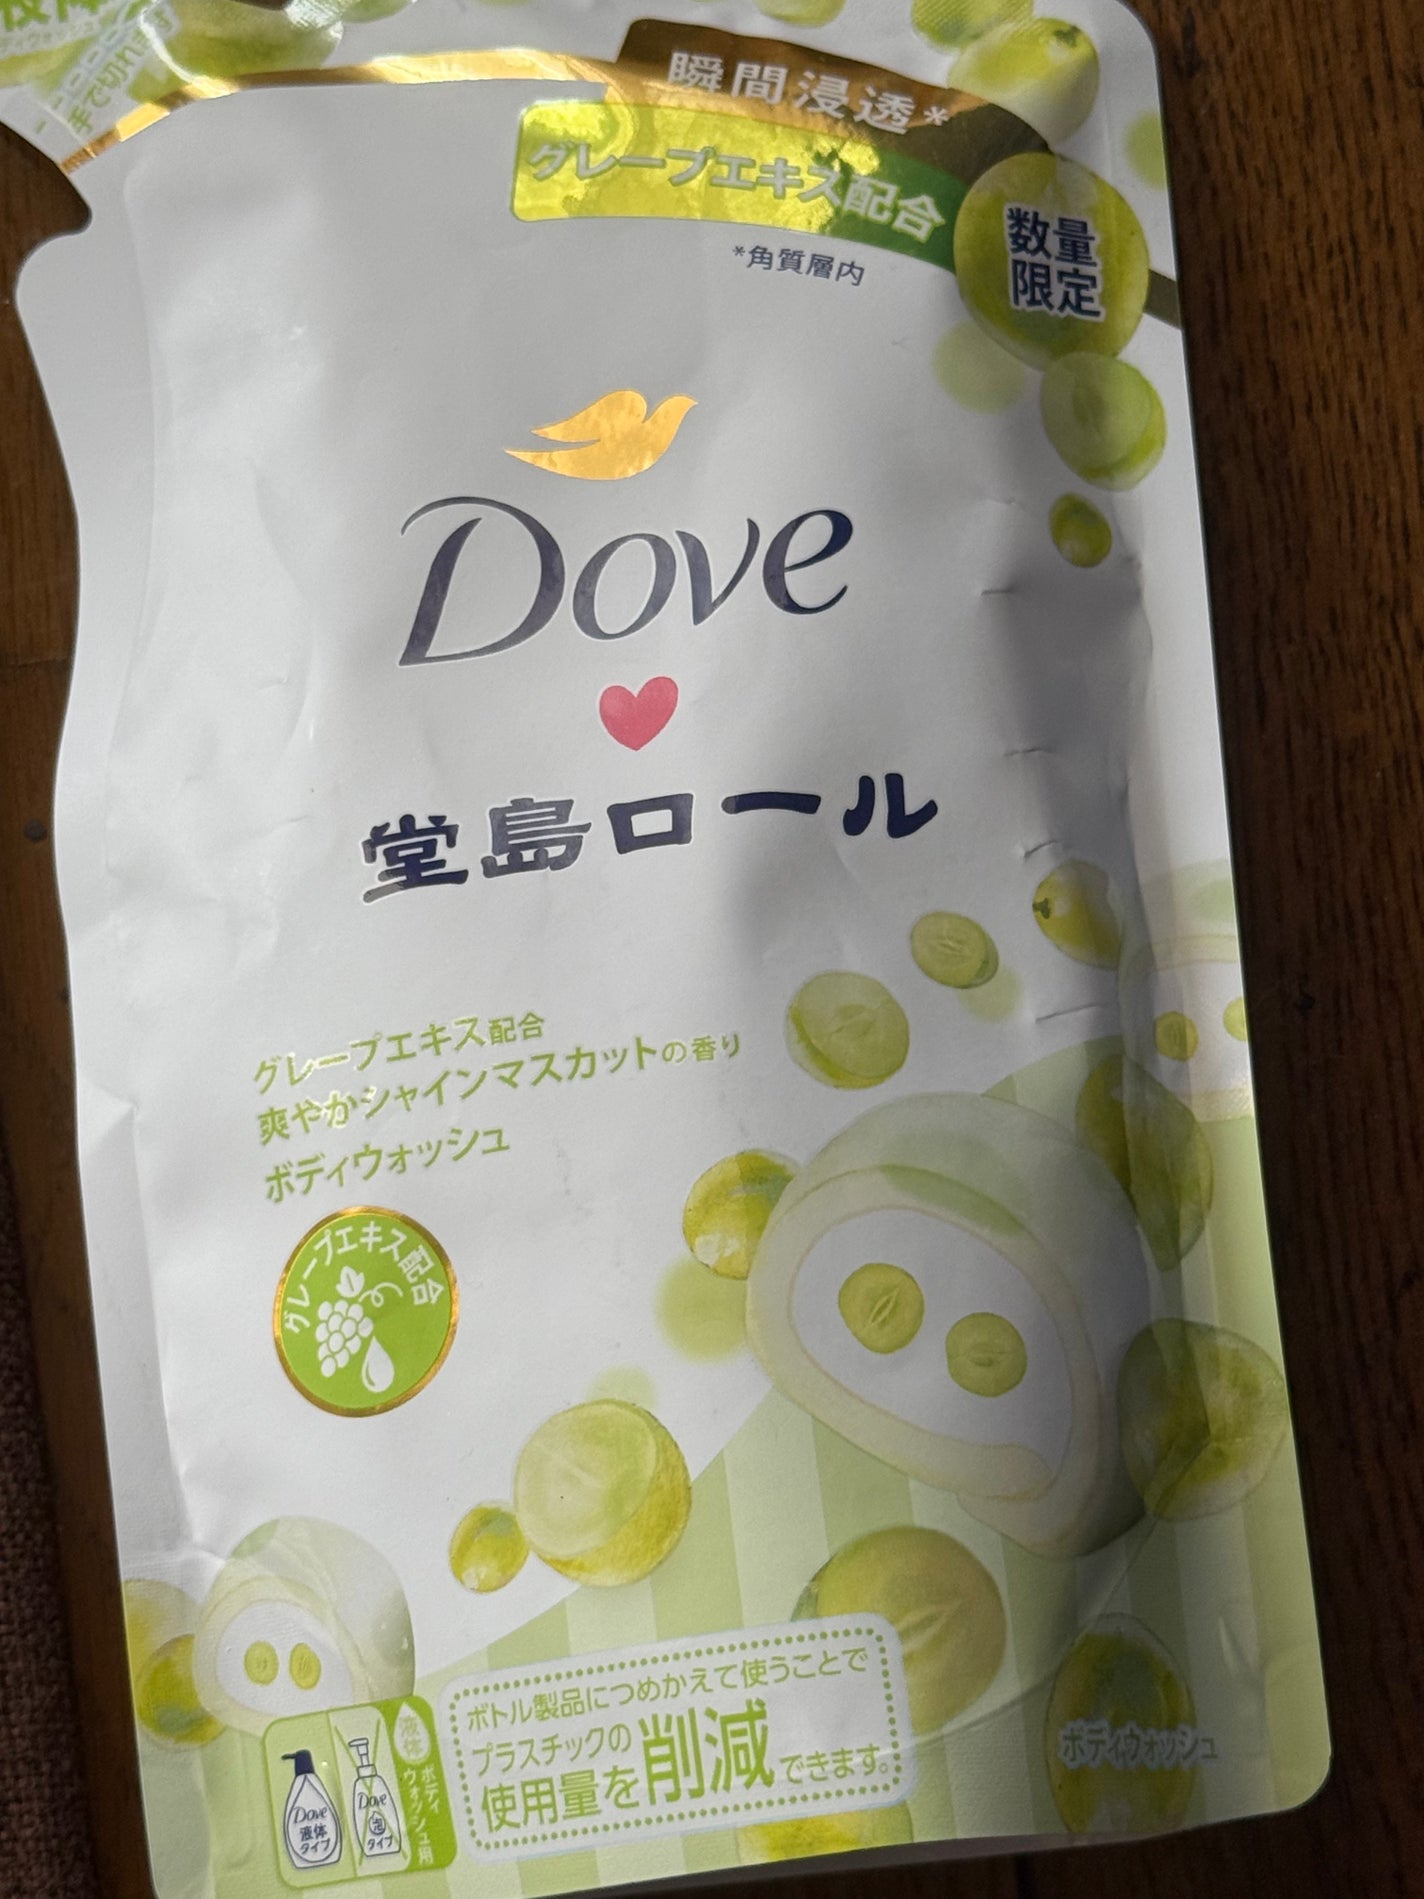 手で切れます
瞬間浸透*
グレープエキス配合
*角質層内
数量
限定
Dove
堂島ロール
グレープエキス配合
爽やかシャインマスカットの香り
ボディウォッシュ
グレープエキス配合
液体
ボディ
ウォッシュ用
Dove
液体
タイプ
Dove
泡
タイプ
ボトル製品につめかえて使うことで
プラスチックの
使用量を削減できます。
ボディウォッシュ